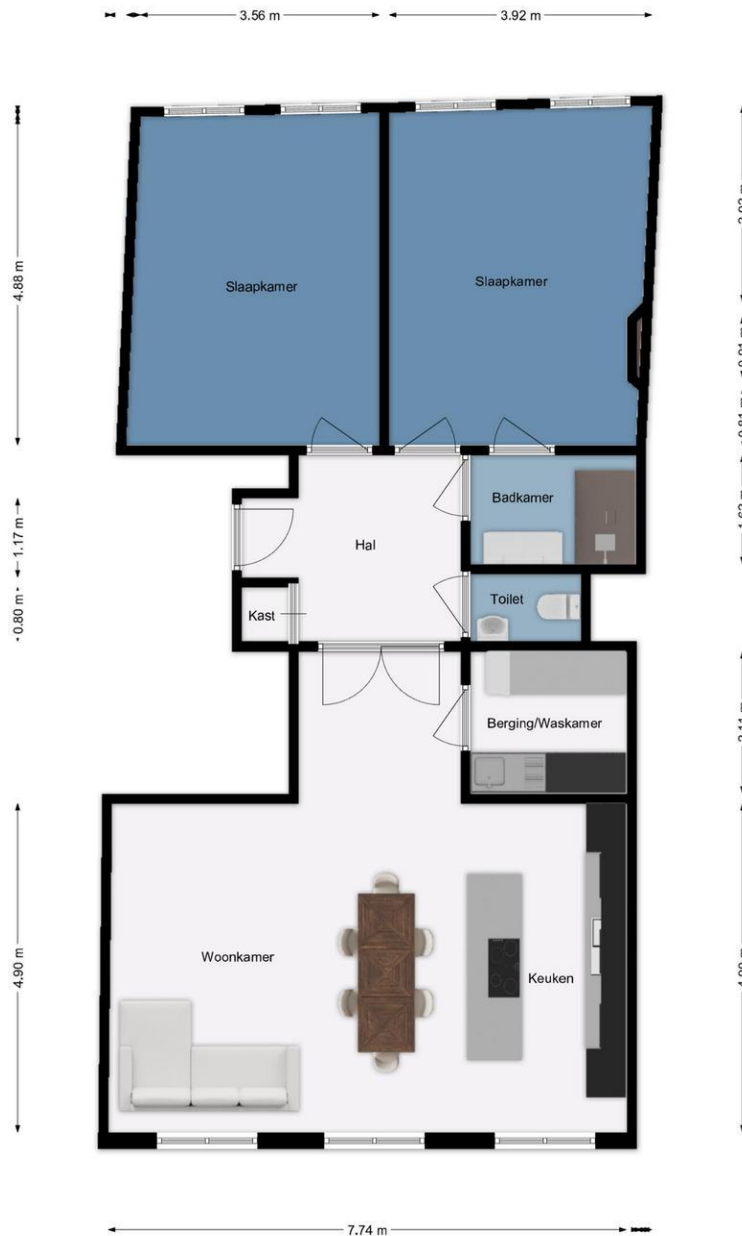 3.56 m
3.92 m
4.88 m
Slaapkamer
Slaapkamer
Badkamer
1.17 m
Hal
0.80 m
Kast
Toilet
Berging/Waskamer
4.90 m
Woonkamer
Keuken
7.74 m